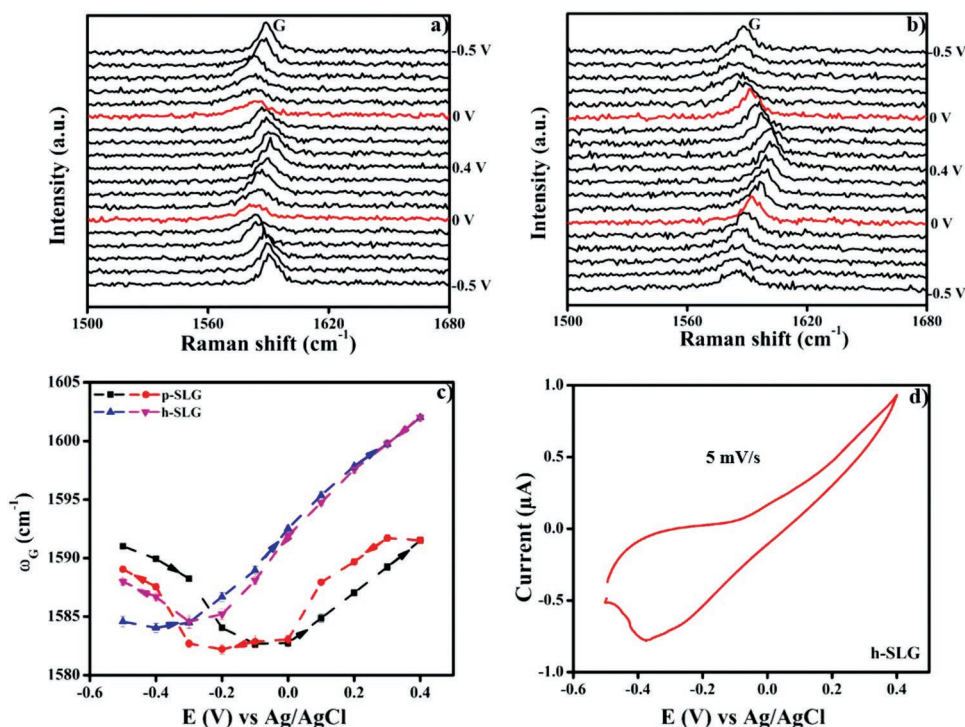 G
a)
-0.5 V
0 V
0.4 V
0 V
-0.5 V
Intensity (a.u.)
1500
1560
1620
1680
Raman shift (cm⁻¹)
G
b)
-0.5 V
0 V
0.4 V
0 V
-0.5 V
Intensity (a.u.)
1500
1560
1620
1680
Raman shift (cm⁻¹)
1605
1600
1595
1590
1585
1580
ω_G (cm⁻¹)
p-SLG
h-SLG
c)
-0.6
-0.4
-0.2
0.0
0.2
0.4
E (V) vs Ag/AgCl
1.0
0.5
0.0
-0.5
-1.0
Current (µA)
d)
5 mV/s
h-SLG
-0.6
-0.4
-0.2
0.0
0.2
0.4
E (V) vs Ag/AgCl